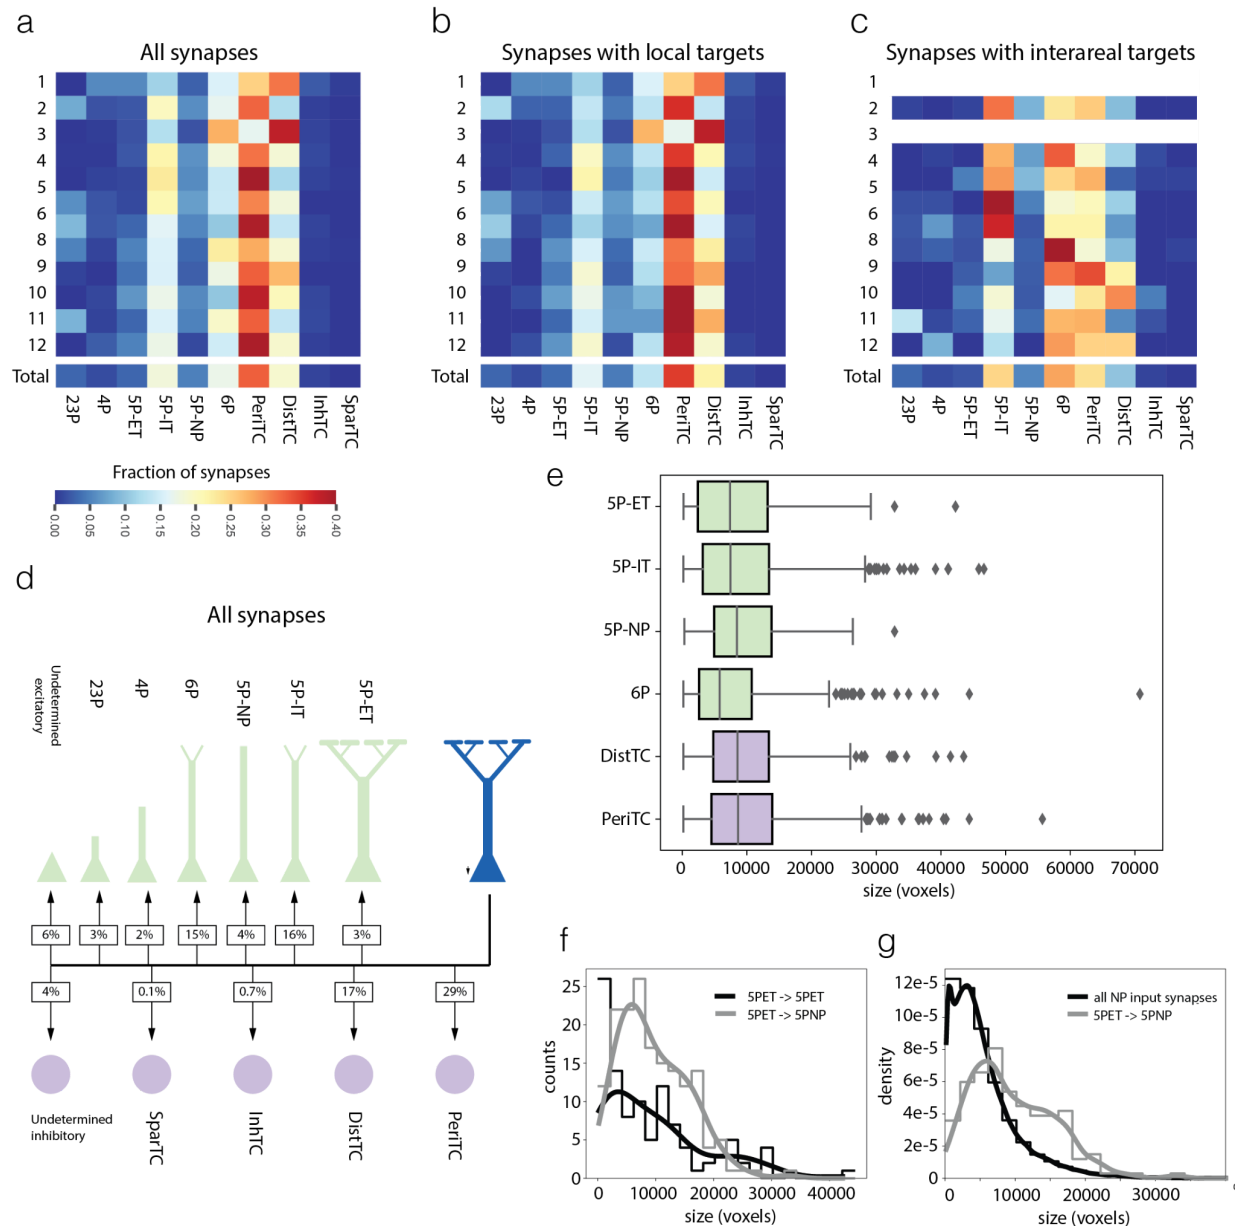 a
All synapses
1
2
3
4
5
6
8
9
10
11
12
Total
23P
4P
5P-ET
5P-IT
5P-NP
6P
PeriTC
DistTC
InhTC
SparTC
Fraction of synapses
0.00
0.05
0.10
0.15
0.20
0.25
0.30
0.35
0.40
b
Synapses with local targets
1
2
3
4
5
6
8
9
10
11
12
Total
23P
4P
5P-ET
5P-IT
5P-NP
6P
PeriTC
DistTC
InhTC
SparTC
c
Synapses with interareal targets
1
2
3
4
5
6
8
9
10
11
12
Total
23P
4P
5P-ET
5P-IT
5P-NP
6P
PeriTC
DistTC
InhTC
SparTC
d
All synapses
Undetermined
excitatory
23P
4P
6P
5P-NP
5P-IT
5P-ET
6%
3%
2%
15%
4%
16%
3%
4%
0.1%
0.7%
17%
29%
Undetermined
inhibitory
SparTC
InhTC
DistTC
PeriTC
e
5P-ET
5P-IT
5P-NP
6P
DistTC
PeriTC
0 10000 20000 30000 40000 50000 60000 70000
size (voxels)
f
25
20
15
10
5
0
counts
5PET -> 5PET
5PET -> 5PNP
0 10000 20000 30000 40000
size (voxels)
g
12e-5
10e-5
8e-5
6e-5
4e-5
2e-5
0
density
all NP input synapses
5PET -> 5PNP
0 10000 20000 30000
size (voxels)